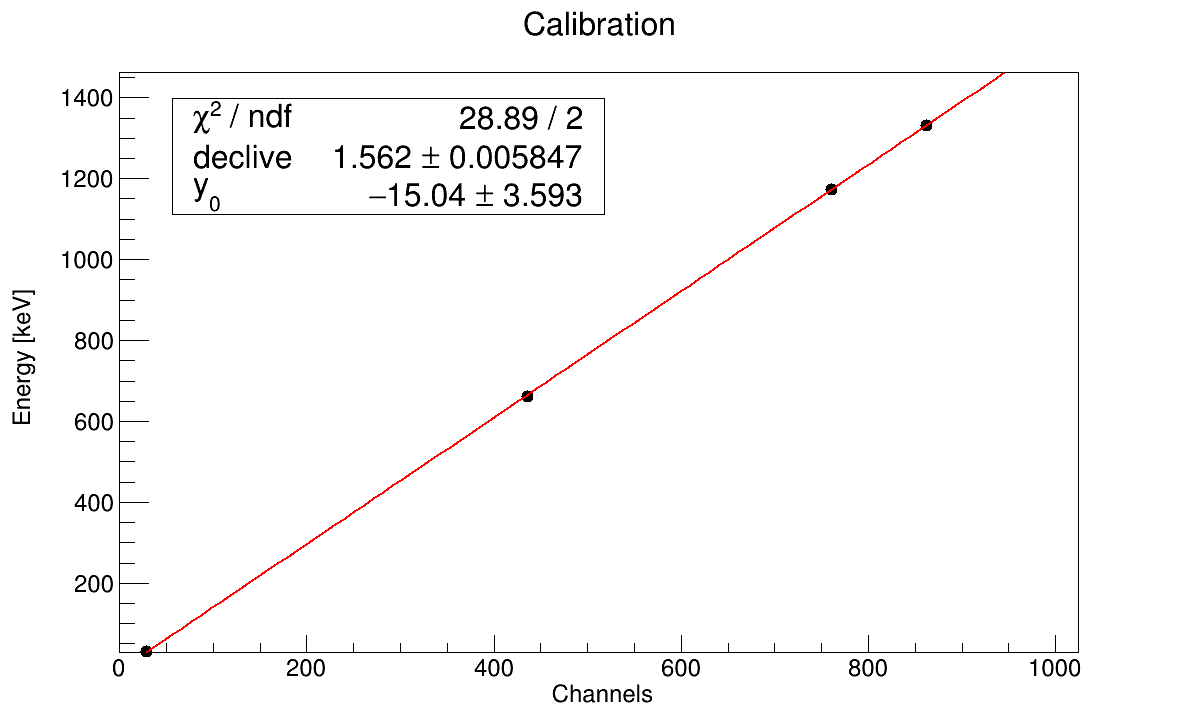 Calibration
χ² / ndf 28.89 / 2
declive 1.562 ± 0.005847
y₀ −15.04 ± 3.593
1400
1200
1000
800
600
400
200
Energy [keV]
0 200 400 600 800 1000
Channels